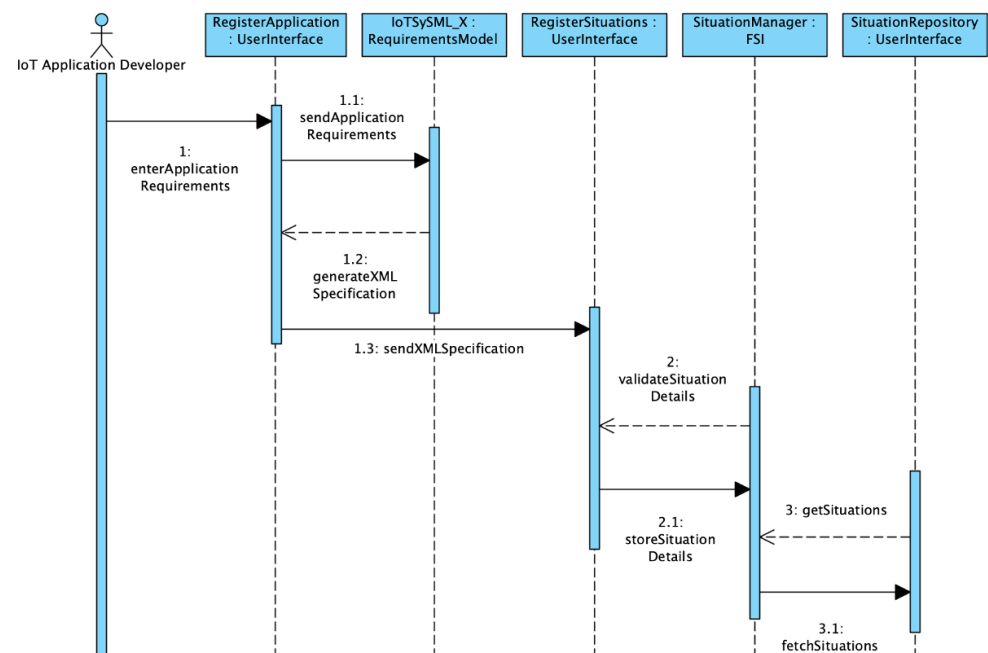 IoT Application Developer
RegisterApplication
: UserInterface
IoTSySML_X :
RequirementsModel
RegisterSituations :
UserInterface
SituationManager :
FSI
SituationRepository
: UserInterface
1:
enterApplication
Requirements
1.1:
sendApplication
Requirements
1.2:
generateXML
Specification
1.3: sendXMLSpecification
2:
validateSituation
Details
2.1:
storeSituation
Details
3: getSituations
3.1:
fetchSituations